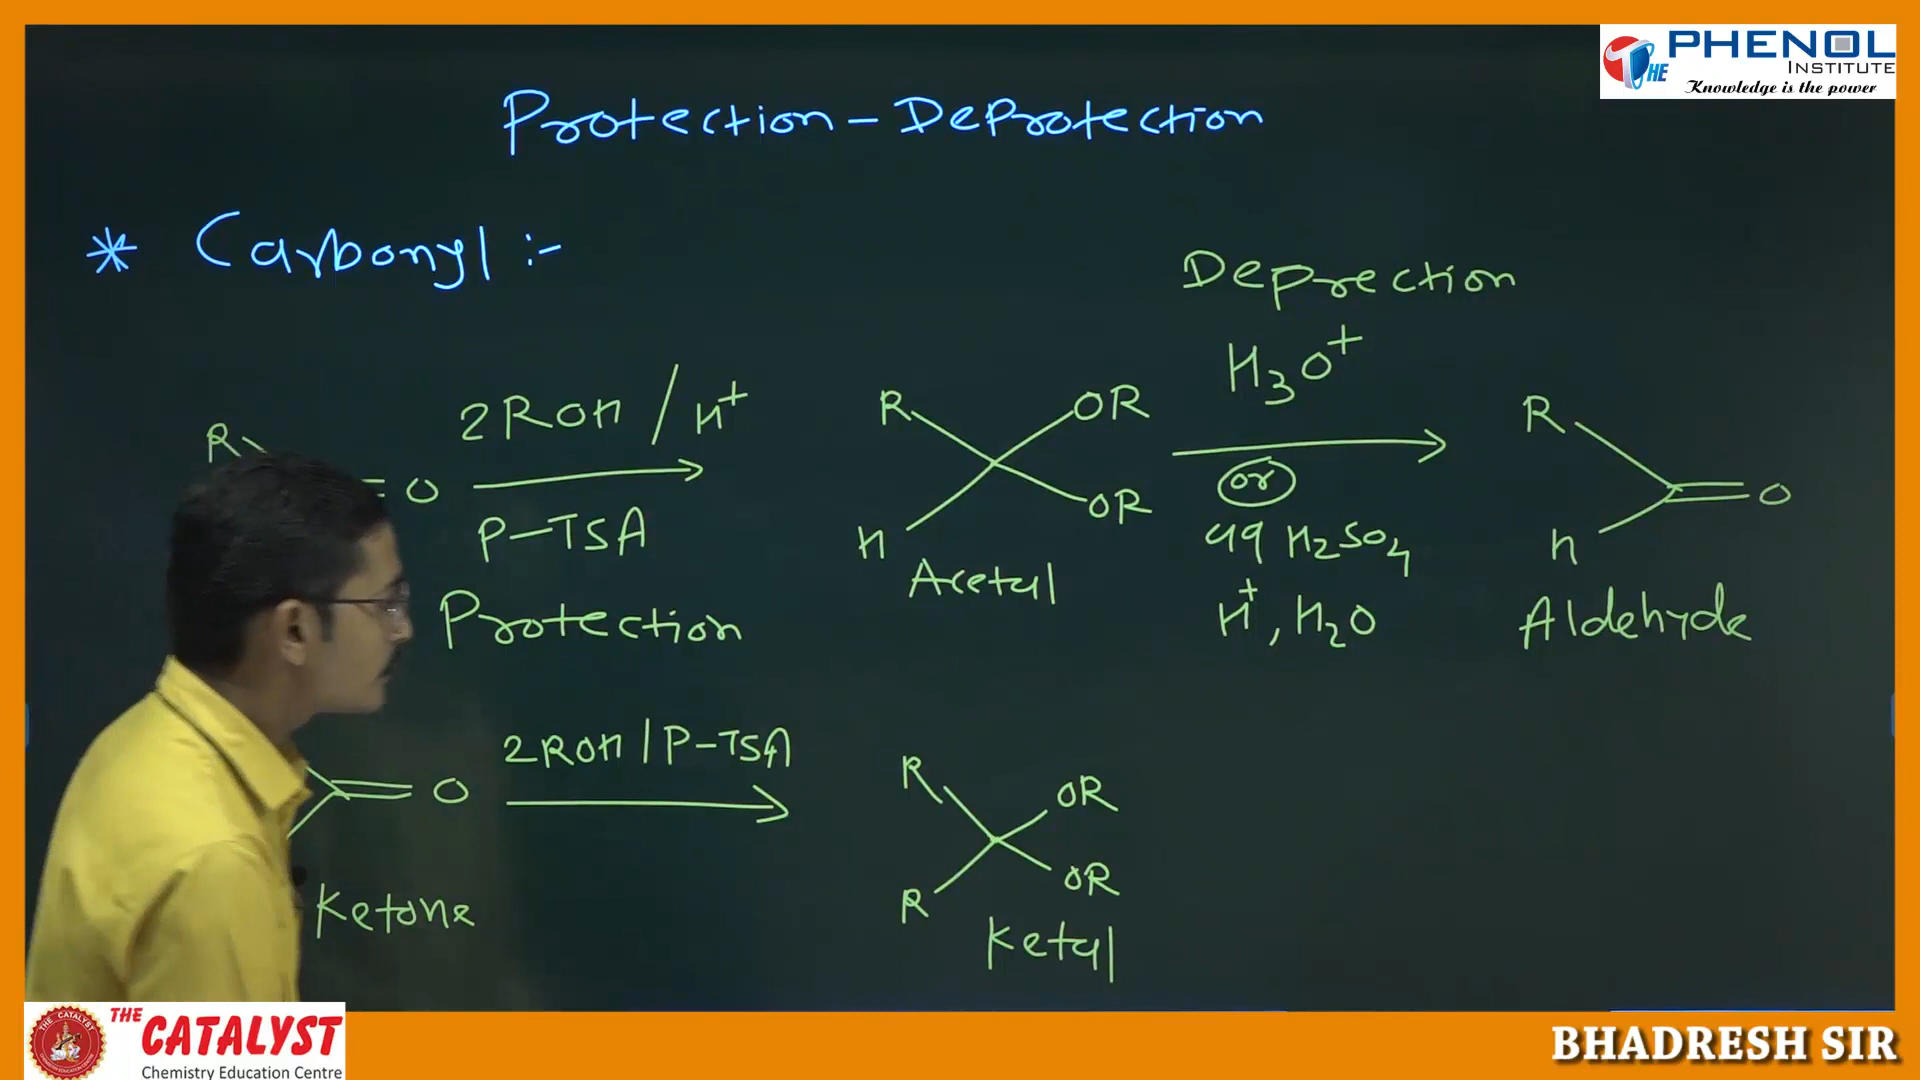 THE PHENOL
INSTITUTE
Knowledge is the power
Protection - Deprotection
* Carbonyl :-
Deprection
R
=O
2ROH / H+
P-TSA
Protection
R
OR
H
OR
Acetal
H3O+
or
aq H2SO4
H+, H2O
R
H
O
Aldehyde
O
Ketone
2ROH / P-TSA
R
OR
R
OR
Ketal
THE CATALYST
Chemistry Education Centre
BHADRESH SIR